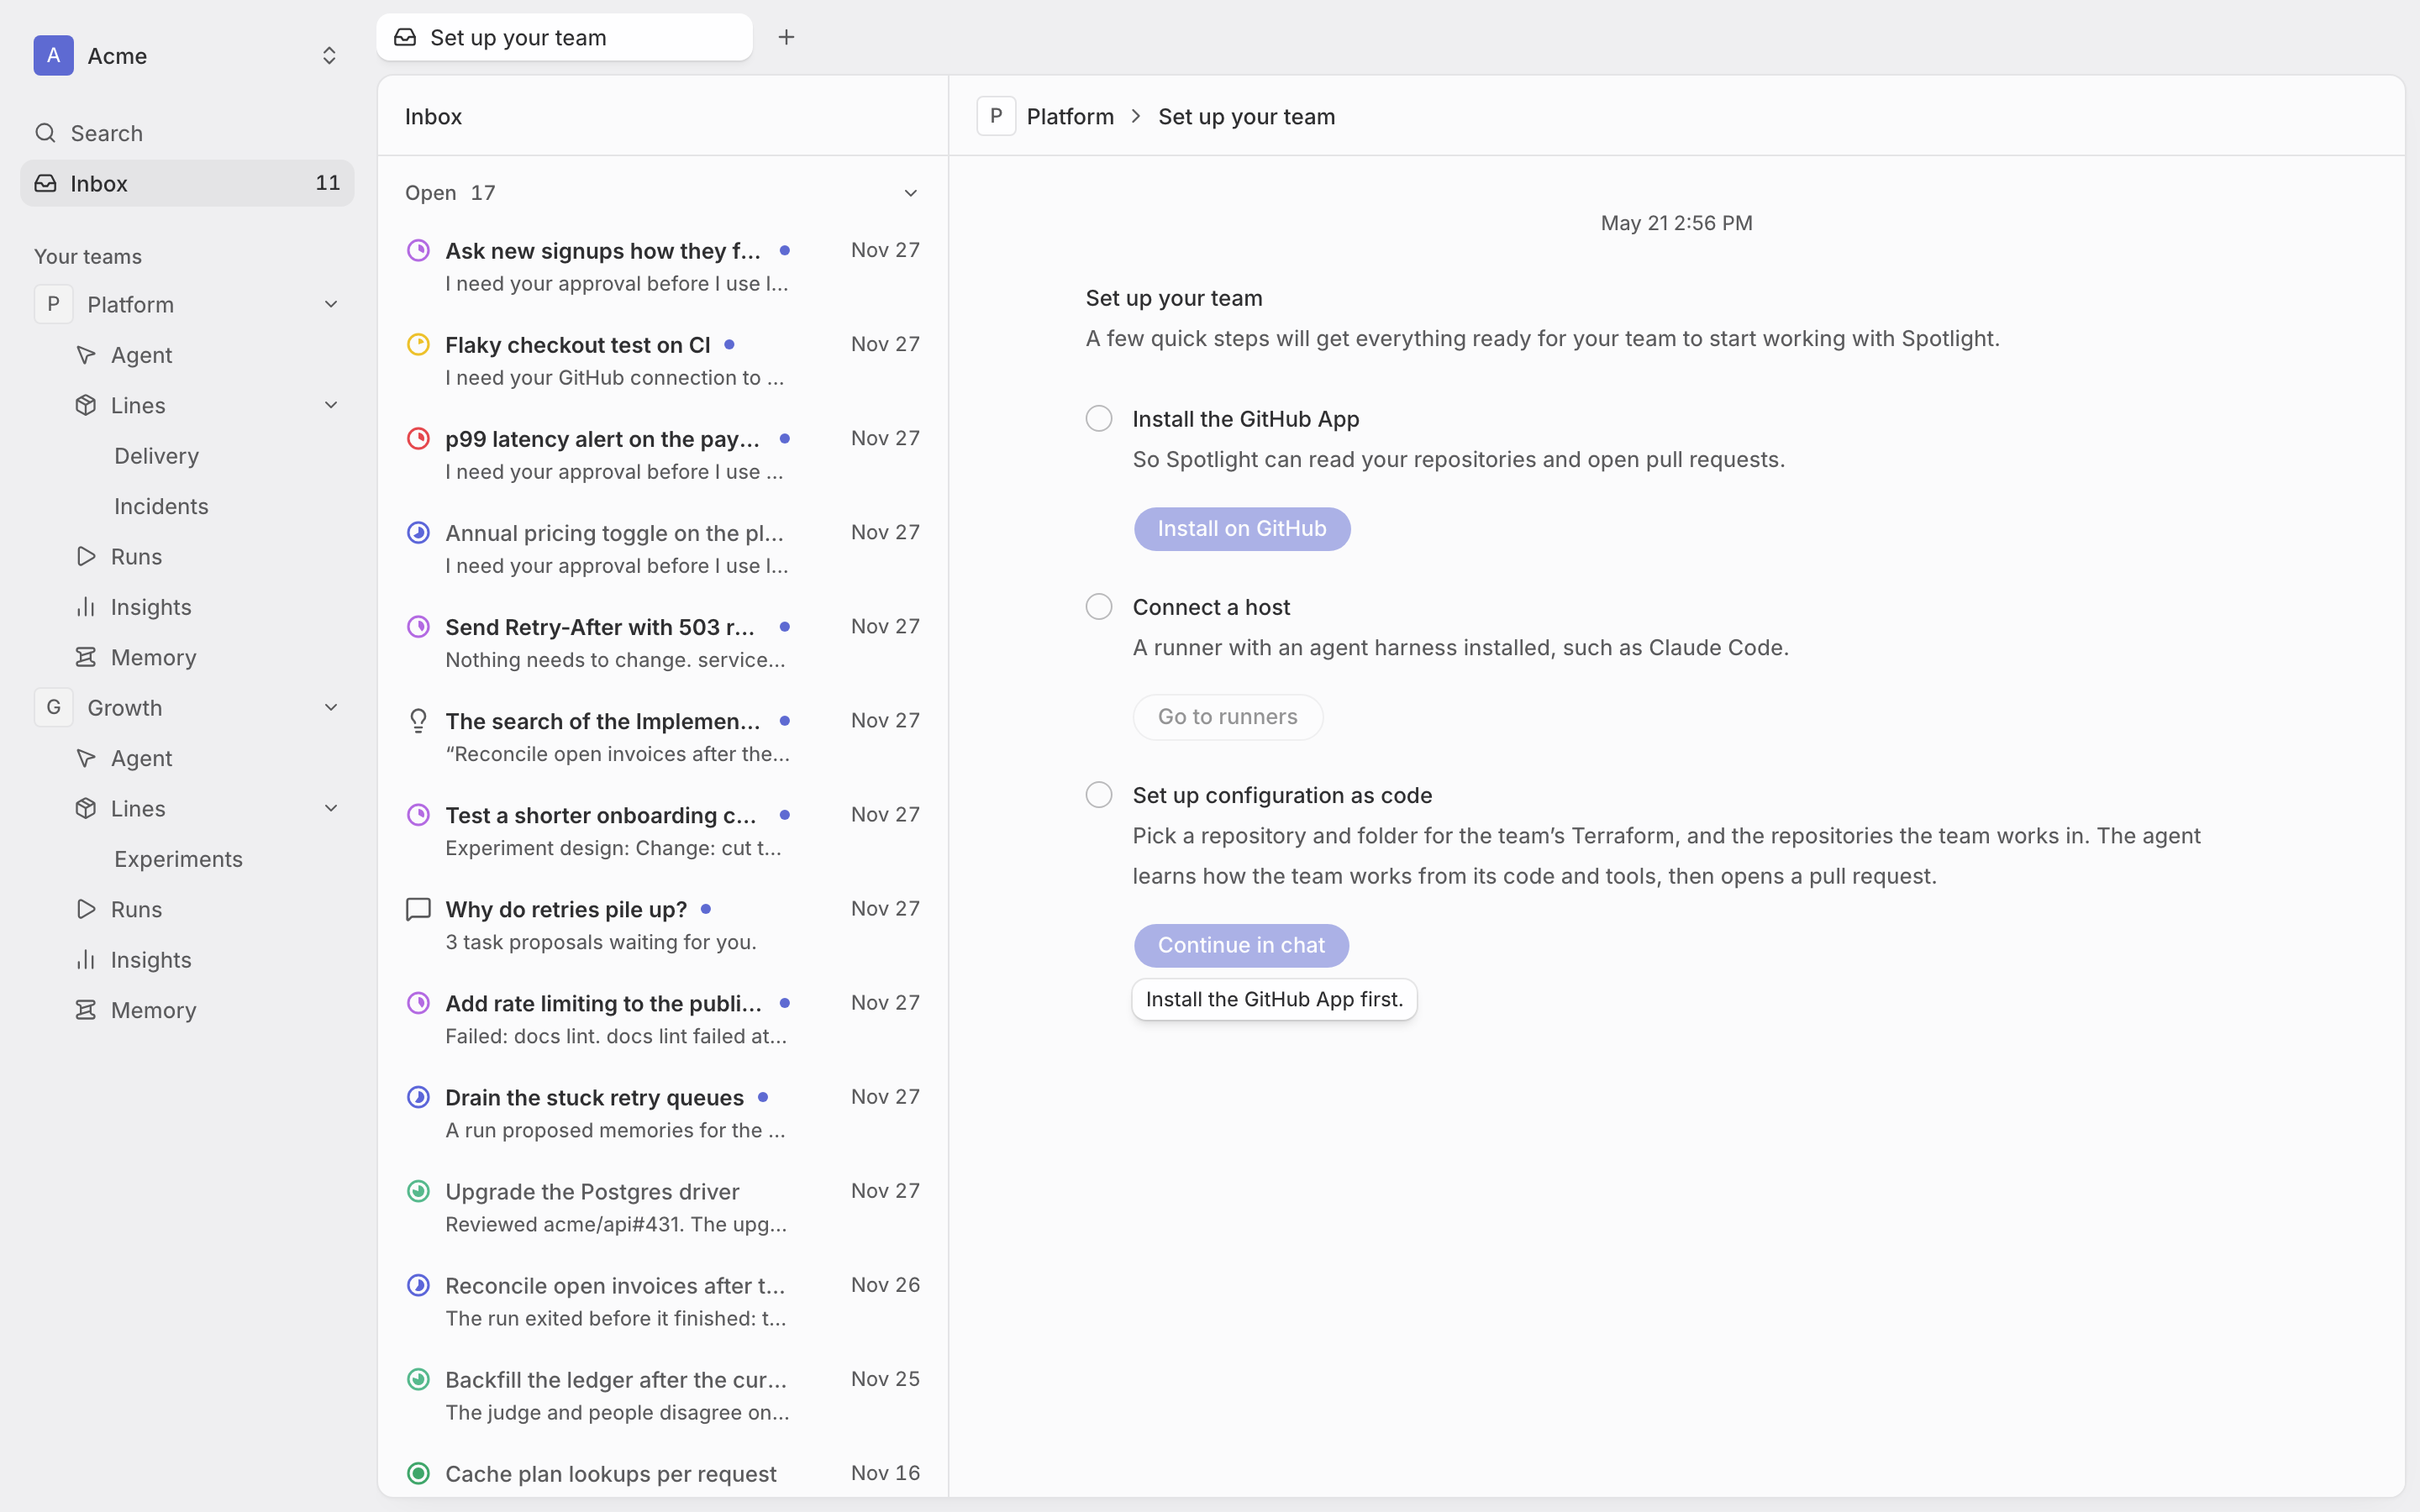 A Acme
Search
Inbox 11
Your teams
P Platform
Agent
Lines
Delivery
Incidents
Runs
Insights
Memory
G Growth
Agent
Lines
Experiments
Runs
Insights
Memory
Set up your team
Inbox
Open 17
Ask new signups how they f... Nov 27
I need your approval before I use l...
Flaky checkout test on CI Nov 27
I need your GitHub connection to ...
p99 latency alert on the pay... Nov 27
I need your approval before I use ...
Annual pricing toggle on the pl... Nov 27
I need your approval before I use l...
Send Retry-After with 503 r... Nov 27
Nothing needs to change. service...
The search of the Implemen... Nov 27
“Reconcile open invoices after the...
Test a shorter onboarding c... Nov 27
Experiment design: Change: cut t...
Why do retries pile up? Nov 27
3 task proposals waiting for you.
Add rate limiting to the publi... Nov 27
Failed: docs lint. docs lint failed at...
Drain the stuck retry queues Nov 27
A run proposed memories for the ...
Upgrade the Postgres driver Nov 27
Reviewed acme/api#431. The upg...
Reconcile open invoices after t... Nov 26
The run exited before it finished: t...
Backfill the ledger after the cur... Nov 25
The judge and people disagree on...
Cache plan lookups per request Nov 16
P Platform > Set up your team
May 21 2:56 PM
Set up your team
A few quick steps will get everything ready for your team to start working with Spotlight.
Install the GitHub App
So Spotlight can read your repositories and open pull requests.
Install on GitHub
Connect a host
A runner with an agent harness installed, such as Claude Code.
Go to runners
Set up configuration as code
Pick a repository and folder for the team’s Terraform, and the repositories the team works in. The agent
learns how the team works from its code and tools, then opens a pull request.
Continue in chat
Install the GitHub App first.